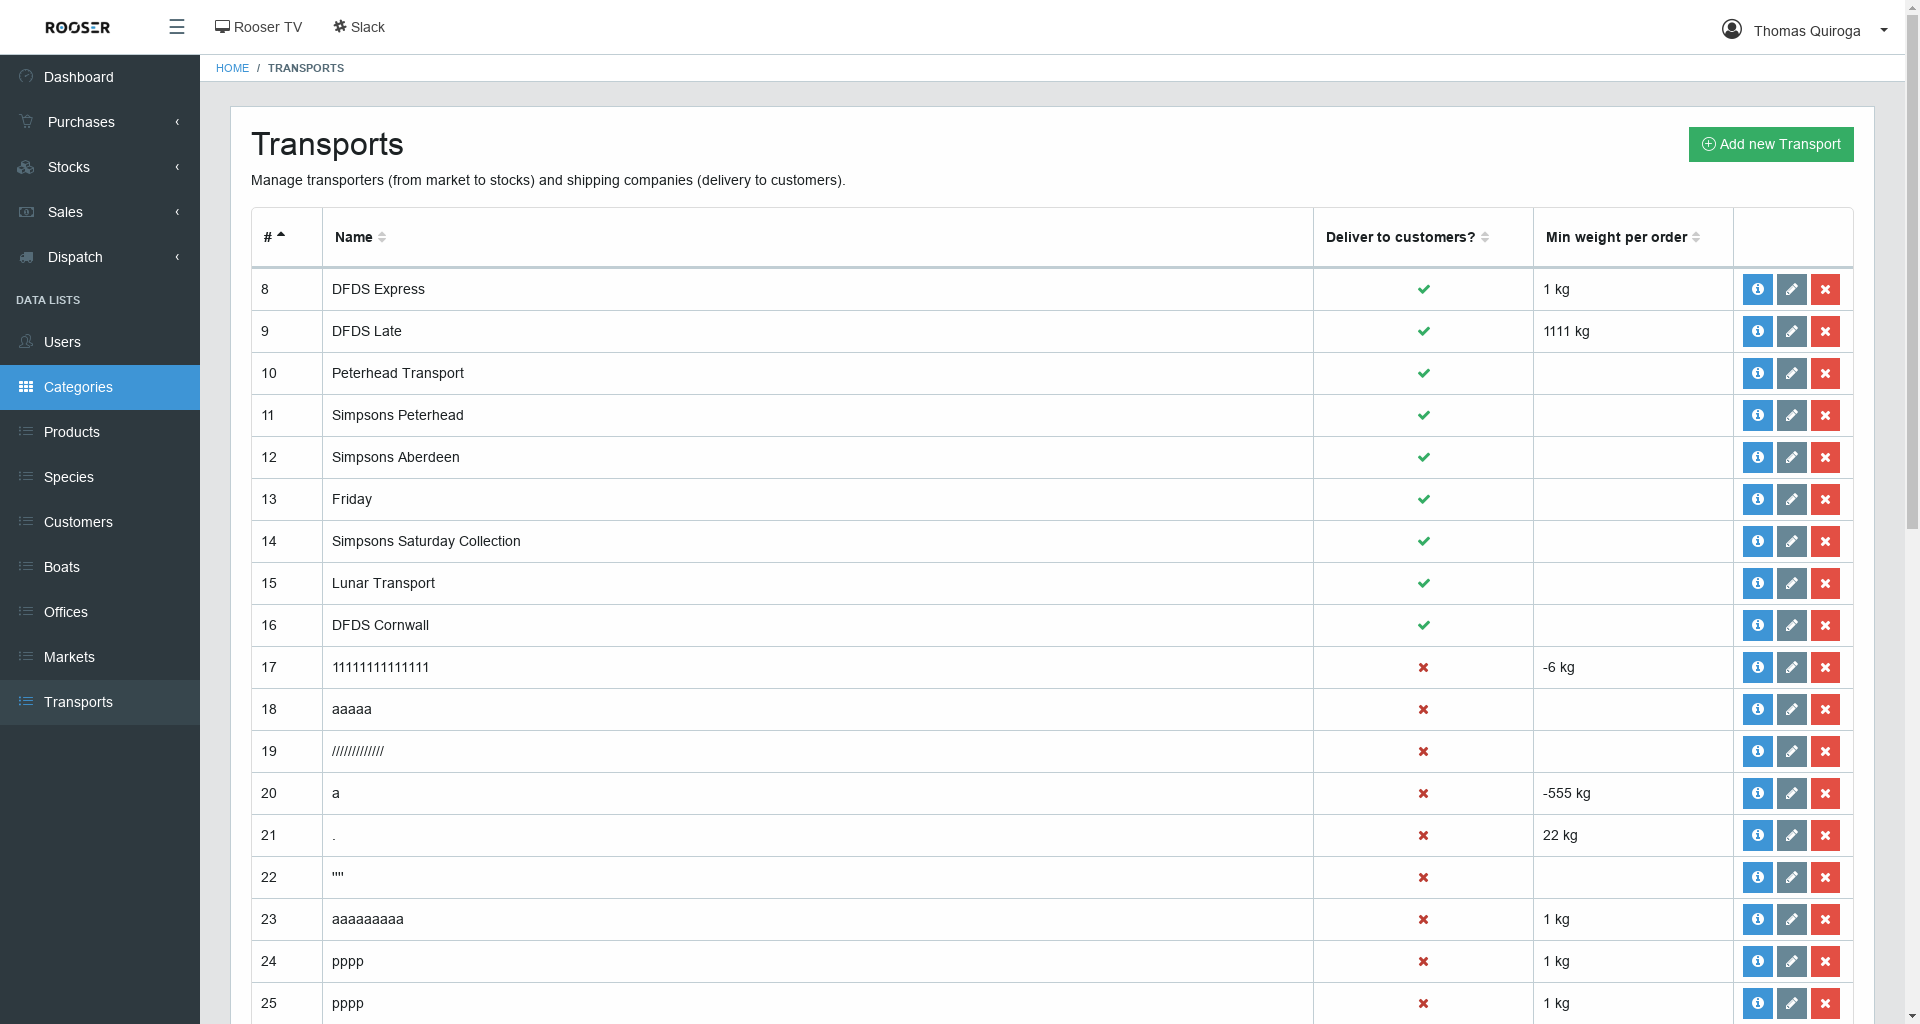 ROOSER
Rooser TV
Slack
Thomas Quiroga
HOME / TRANSPORTS
Dashboard
Purchases
Stocks
Sales
Dispatch
DATA LISTS
Users
Categories
Products
Species
Customers
Boats
Offices
Markets
Transports
Transports
Add new Transport
Manage transporters (from market to stocks) and shipping companies (delivery to customers).
# Name Deliver to customers? Min weight per order
8 DFDS Express 1 kg
9 DFDS Late 1111 kg
10 Peterhead Transport
11 Simpsons Peterhead
12 Simpsons Aberdeen
13 Friday
14 Simpsons Saturday Collection
15 Lunar Transport
16 DFDS Cornwall
17 11111111111111 -6 kg
18 aaaaa
19 /////////////
20 a -555 kg
21 . 22 kg
22 ''''
23 aaaaaaaaa 1 kg
24 pppp 1 kg
25 pppp 1 kg